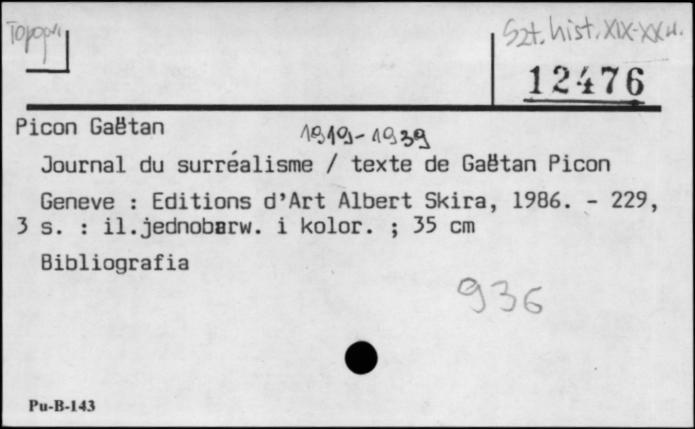 Topogr.
Szt. hist. XIX-XX w.
12476
Picon Gaëtan
1919-1939
Journal du surréalisme / texte de Gaëtan Picon
Geneve : Editions d'Art Albert Skira, 1986. - 229,
3 s. : il.jednobarw. i kolor. ; 35 cm
Bibliografia
936
Pu-B-143